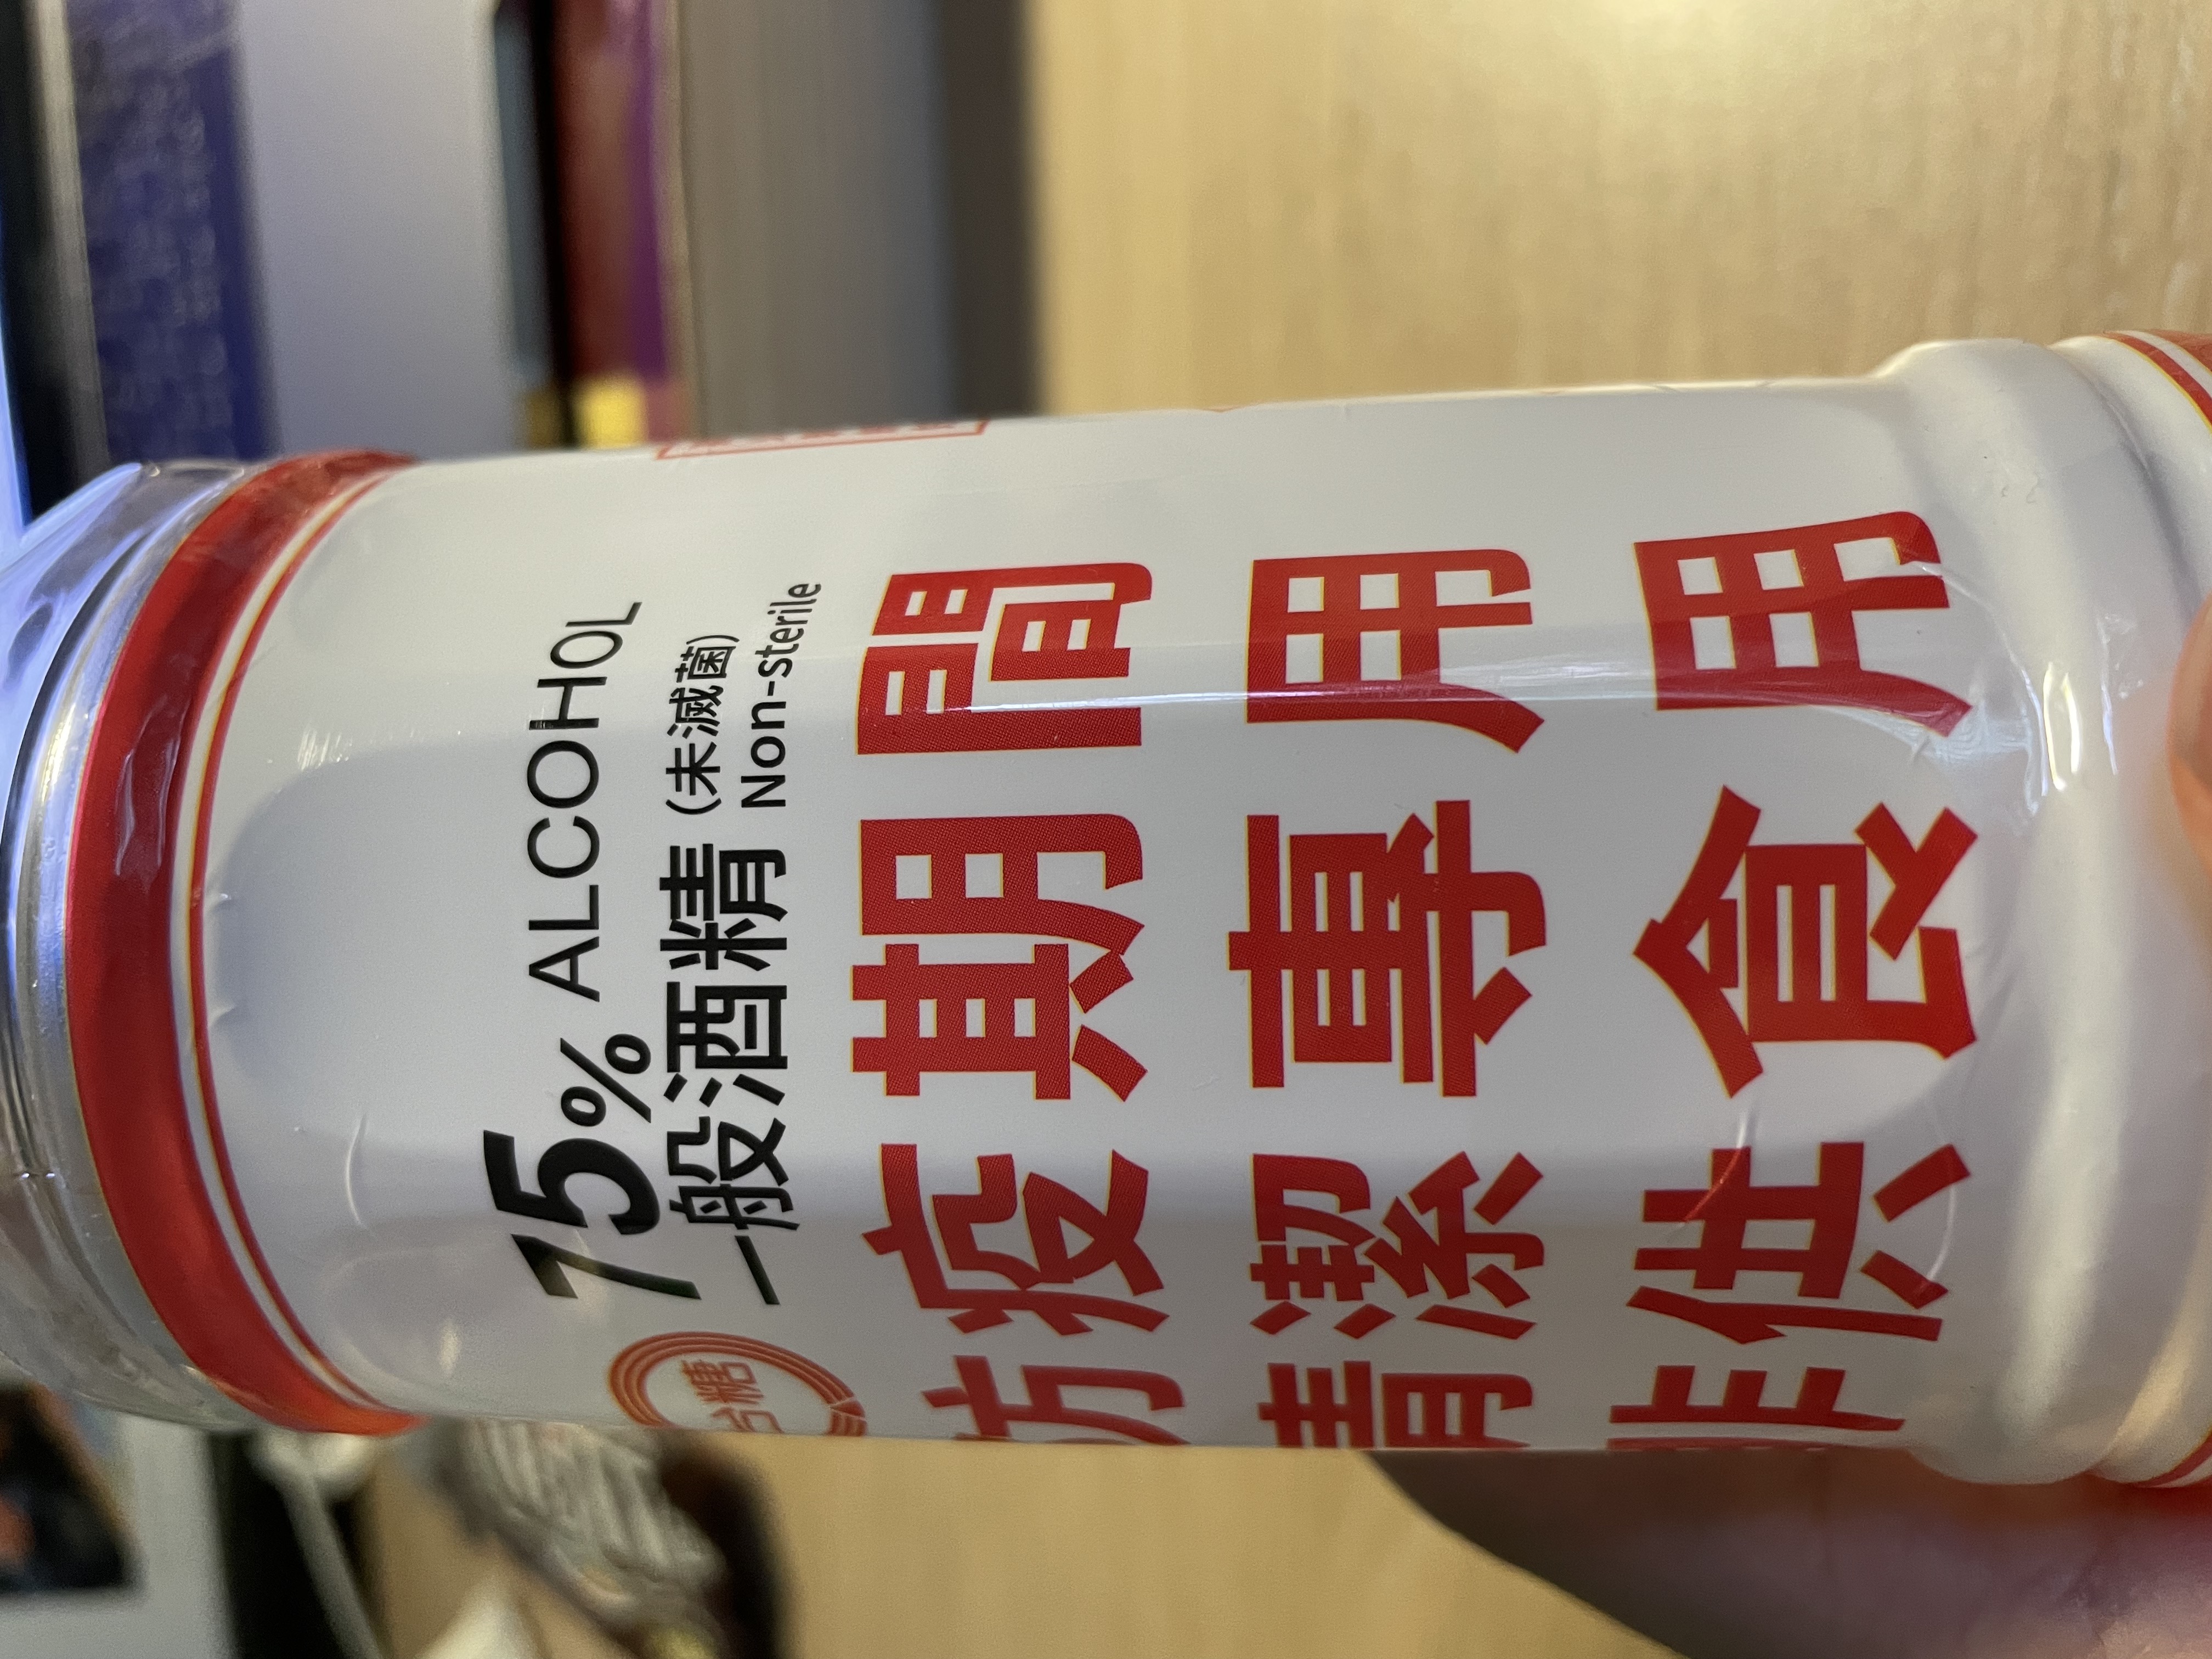 75% ALCOHOL
台糖
一般酒精 (未滅菌)
Non-sterile
防疫期間
清潔專用
非供食用